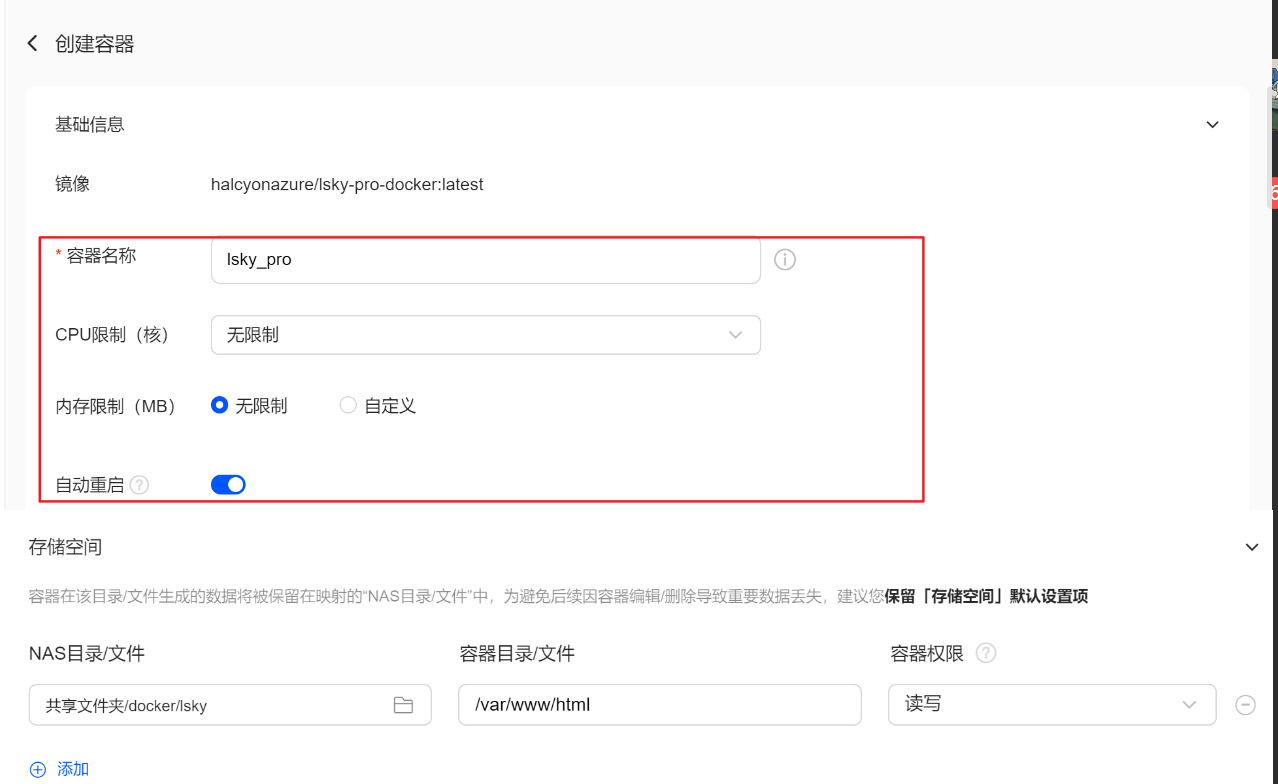 创建容器
基础信息
镜像 halcyonazure/lsky-pro-docker:latest
* 容器名称 lsky_pro
CPU限制（核） 无限制
内存限制（MB） 无限制 自定义
自动重启
存储空间
容器在该目录/文件生成的数据将被保留在映射的“NAS目录/文件”中，为避免后续因容器编辑/删除导致重要数据丢失，建议您保留「存储空间」默认设置项
NAS目录/文件 容器目录/文件 容器权限
共享文件夹/docker/lsky /var/www/html 读写
添加